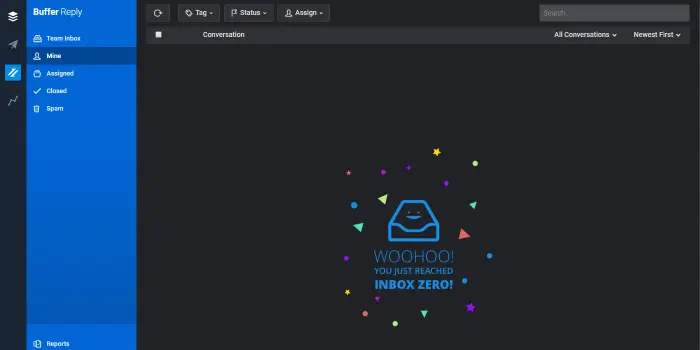 Buffer Reply
Tag
Status
Assign
Search
Team Inbox
Conversation
All Conversations
Newest First
Mine
Assigned
Closed
Spam
WOOHOO!
YOU JUST REACHED
INBOX ZERO!
Reports